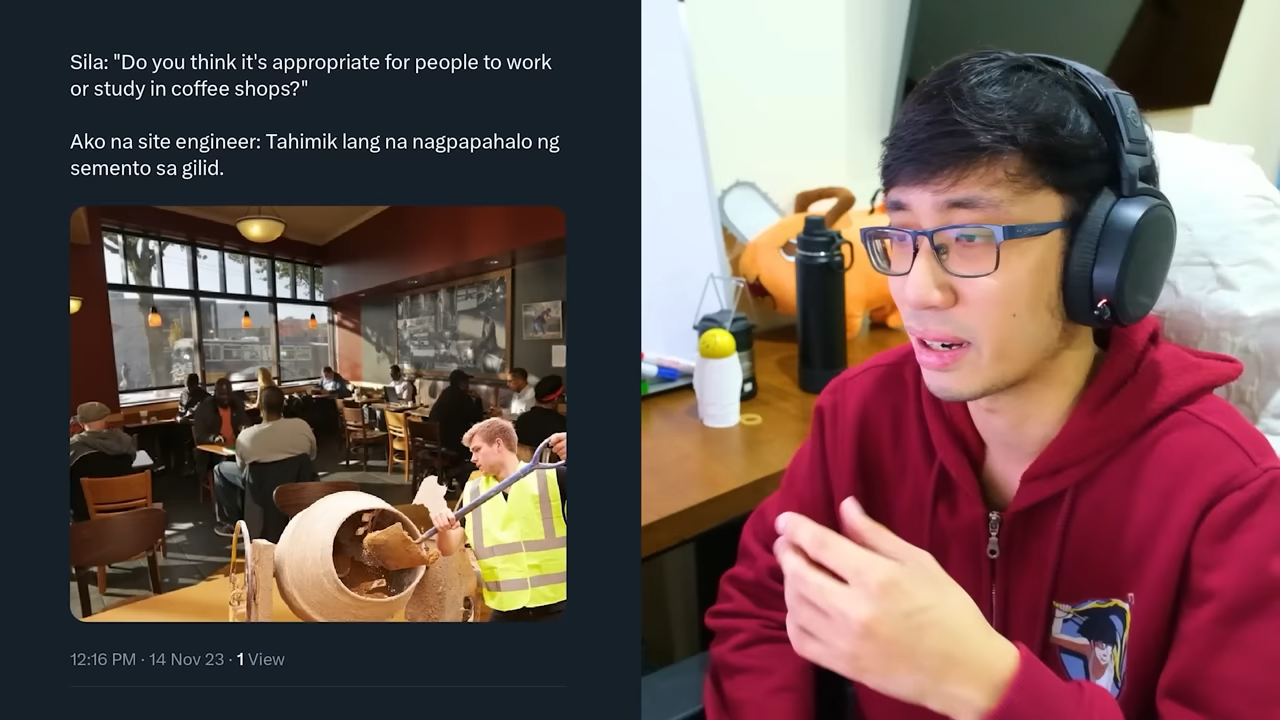 Sila: "Do you think it's appropriate for people to work
or study in coffee shops?"
Ako na site engineer: Tahimik lang na nagpapahalo ng
semento sa gilid.
12:16 PM · 14 Nov 23 · 1 View